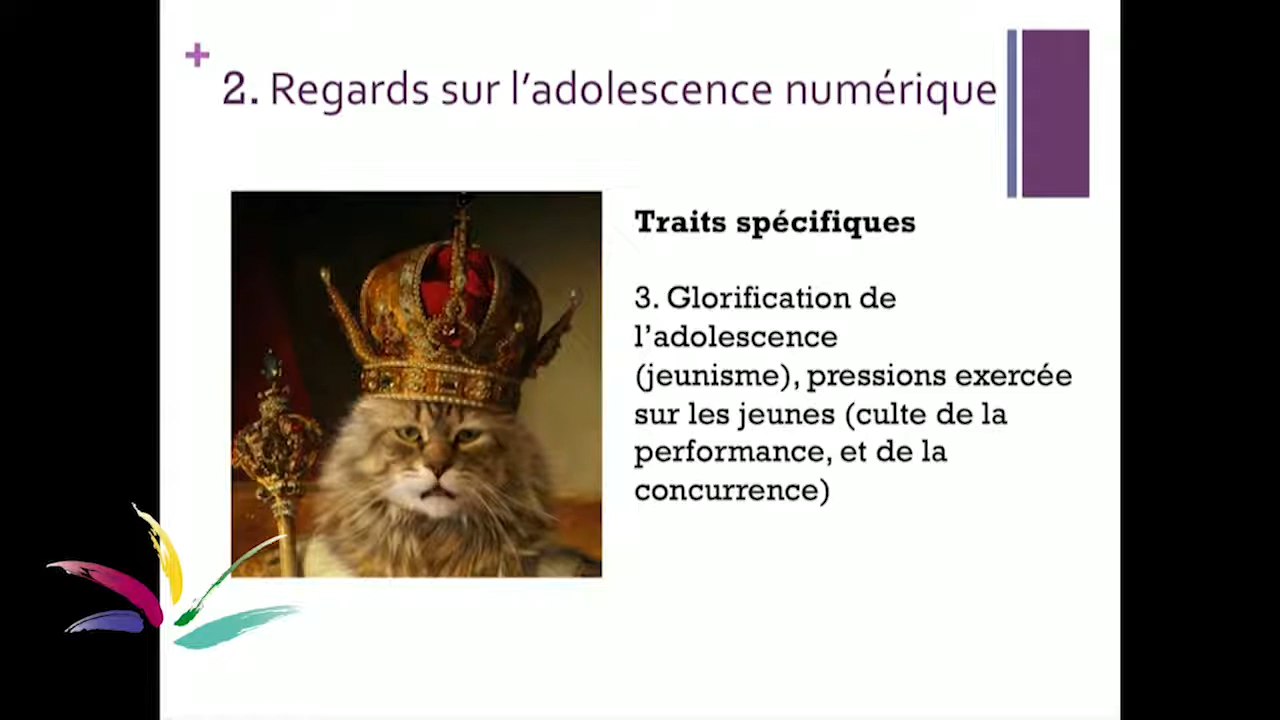 +
2. Regards sur l’adolescence numérique
Traits spécifiques
3. Glorification de
l’adolescence
(jeunisme), pressions exercée
sur les jeunes (culte de la
performance, et de la
concurrence)